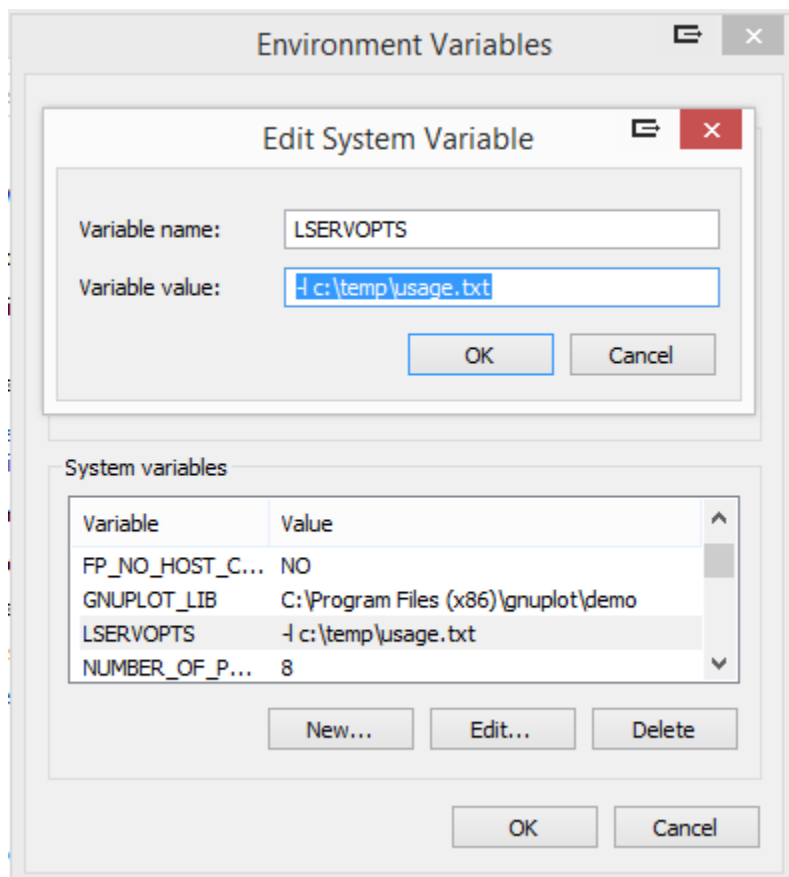 Environment Variables
Edit System Variable
Variable name: LSERVOPTS
Variable value: -l c:\temp\usage.txt
OK Cancel
System variables
Variable Value
FP_NO_HOST_C... NO
GNUPLOT_LIB C:\Program Files (x86)\gnuplot\demo
LSERVOPTS -l c:\temp\usage.txt
NUMBER_OF_P... 8
New... Edit... Delete
OK Cancel